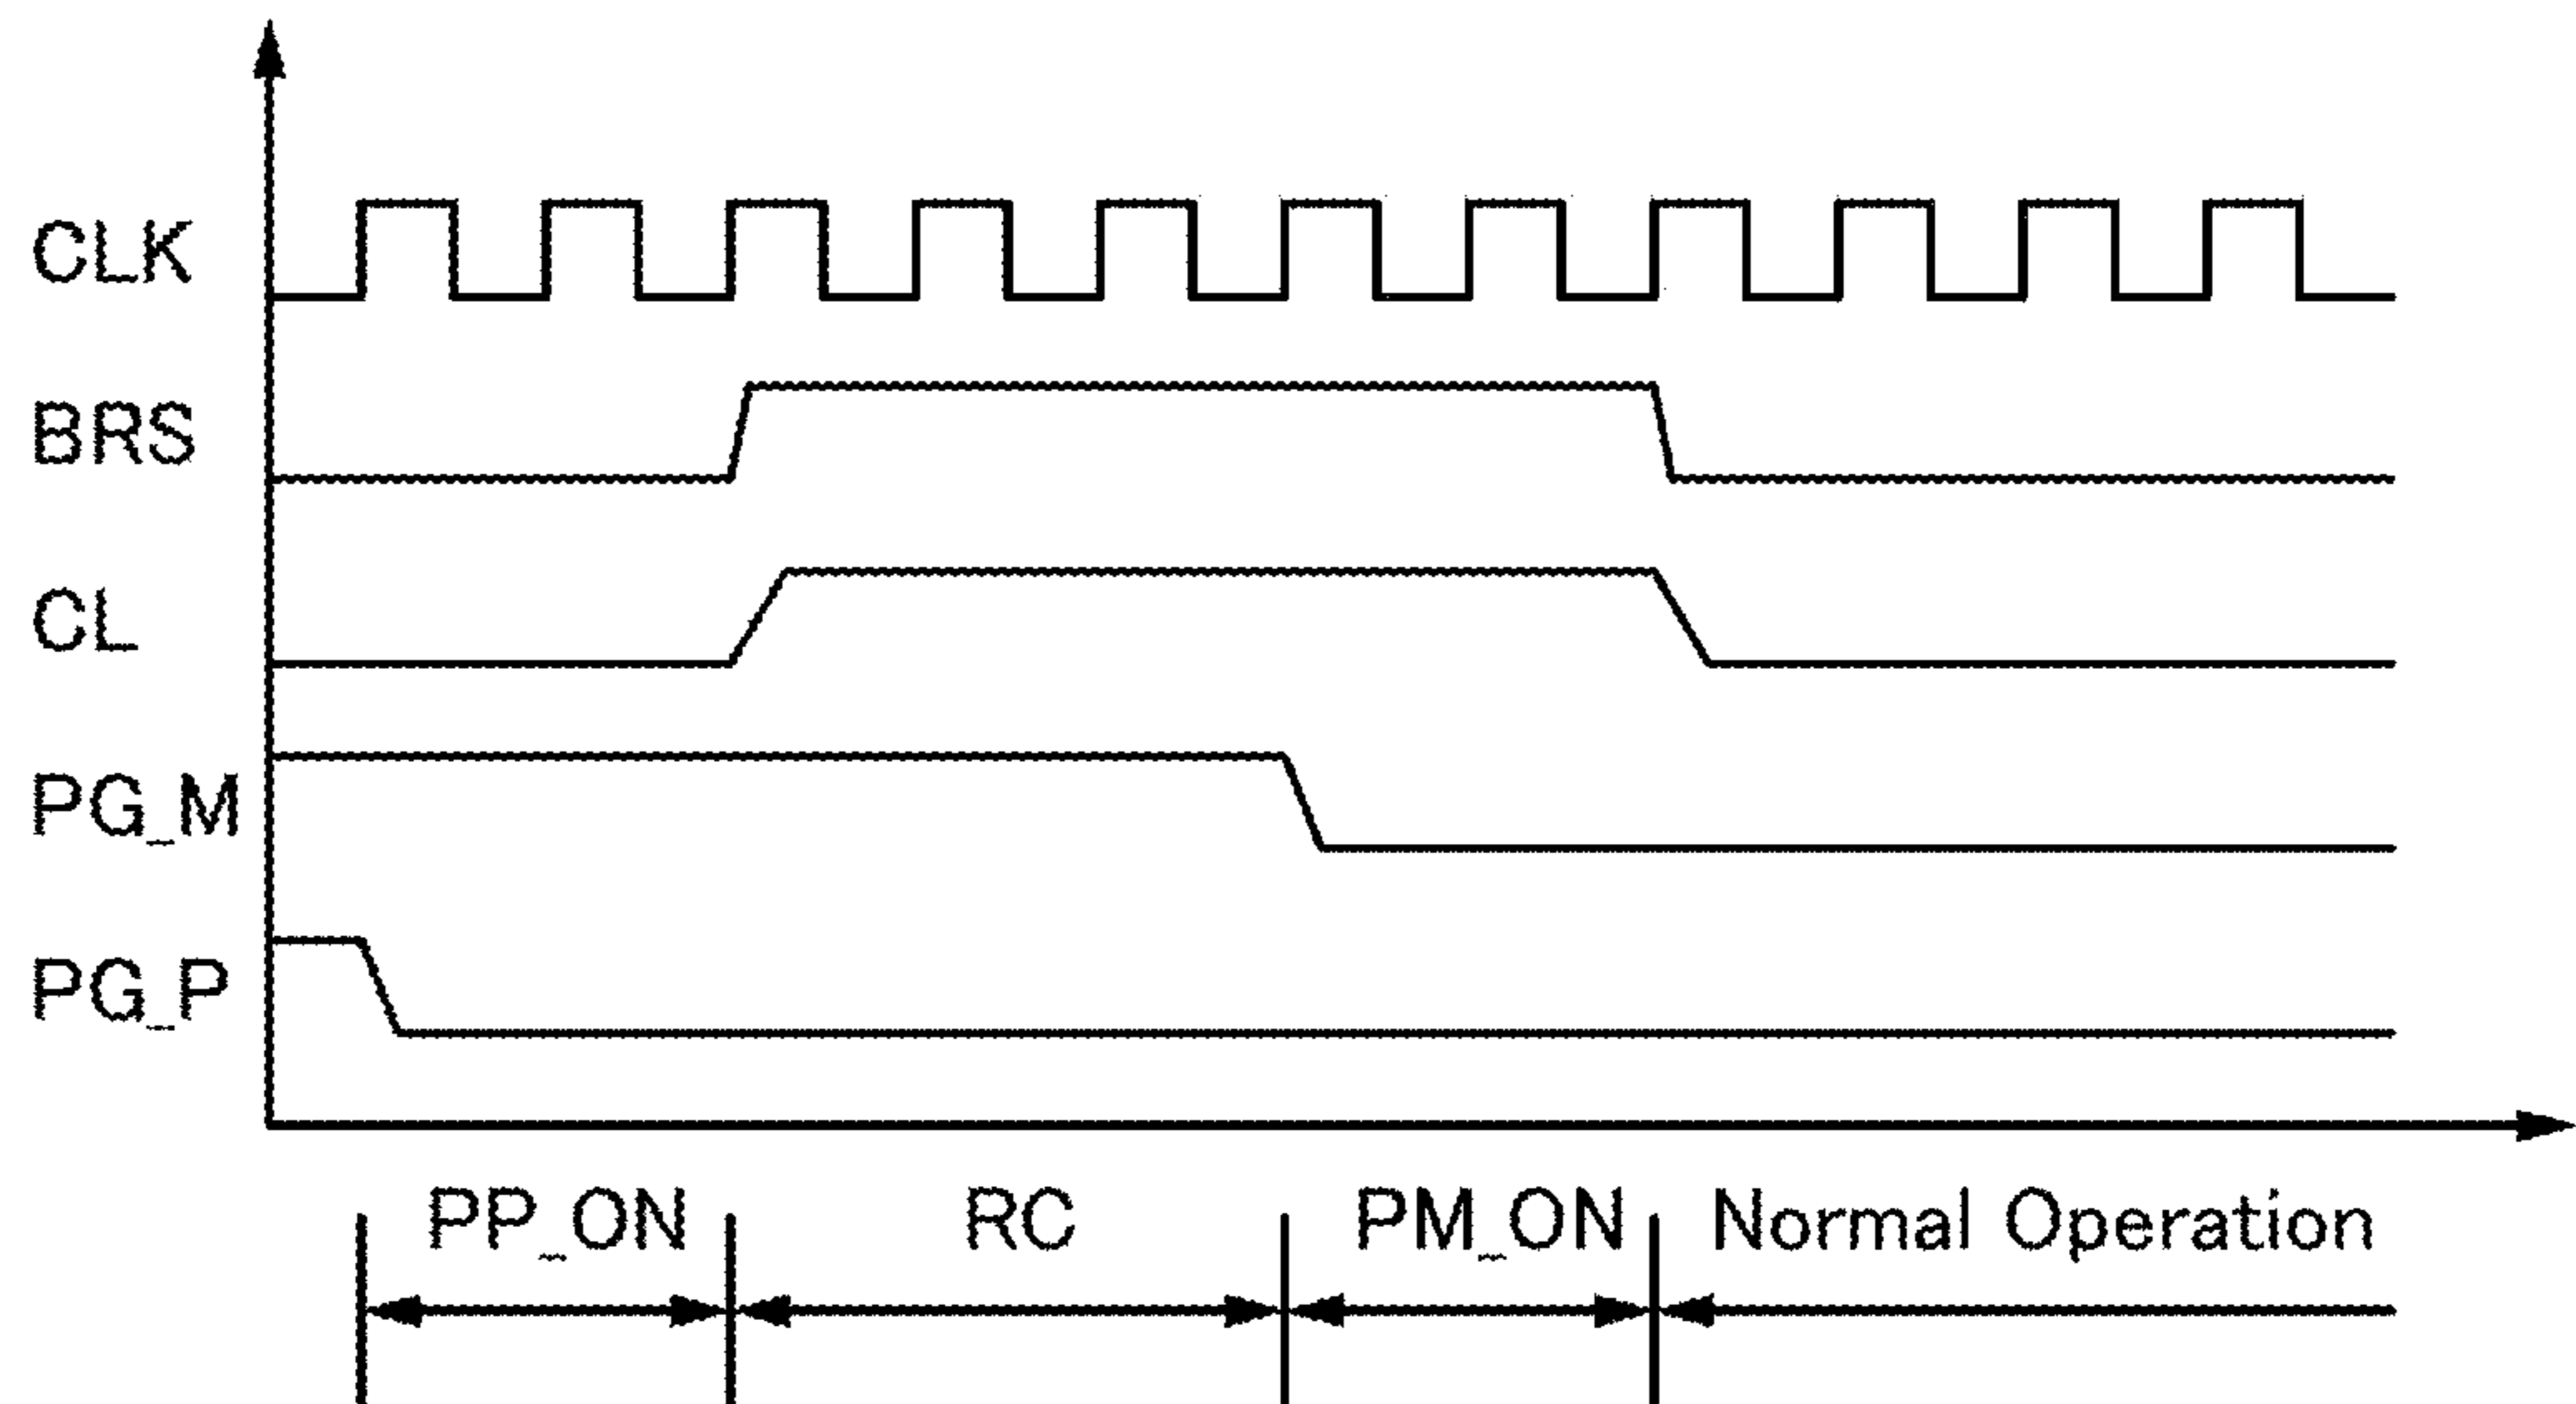 CLK
BRS
CL
PG_M
PG_P
PP_ON RC PM_ON Normal Operation